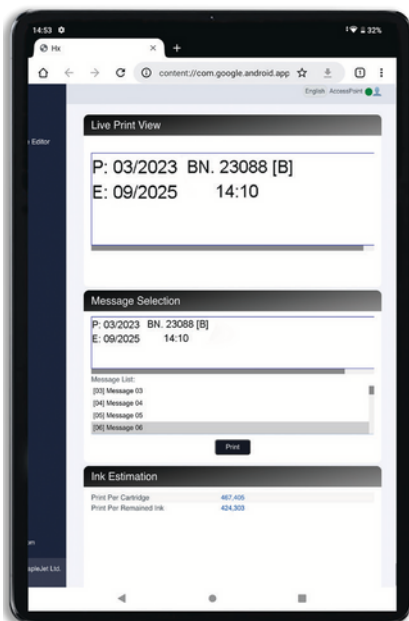 14:53
32%
Hx
content://com.google.android.app
English AccessPoint
Editor
Live Print View
P: 03/2023 BN. 23088 [B]
E: 09/2025 14:10
Message Selection
P: 03/2023 BN. 23088 [B]
E: 09/2025 14:10
Message List:
[03] Message 03
[04] Message 04
[05] Message 05
[06] Message 06
Print
Ink Estimation
Print Per Cartridge 467,405
Print Per Remained Ink 424,303
Ltd.